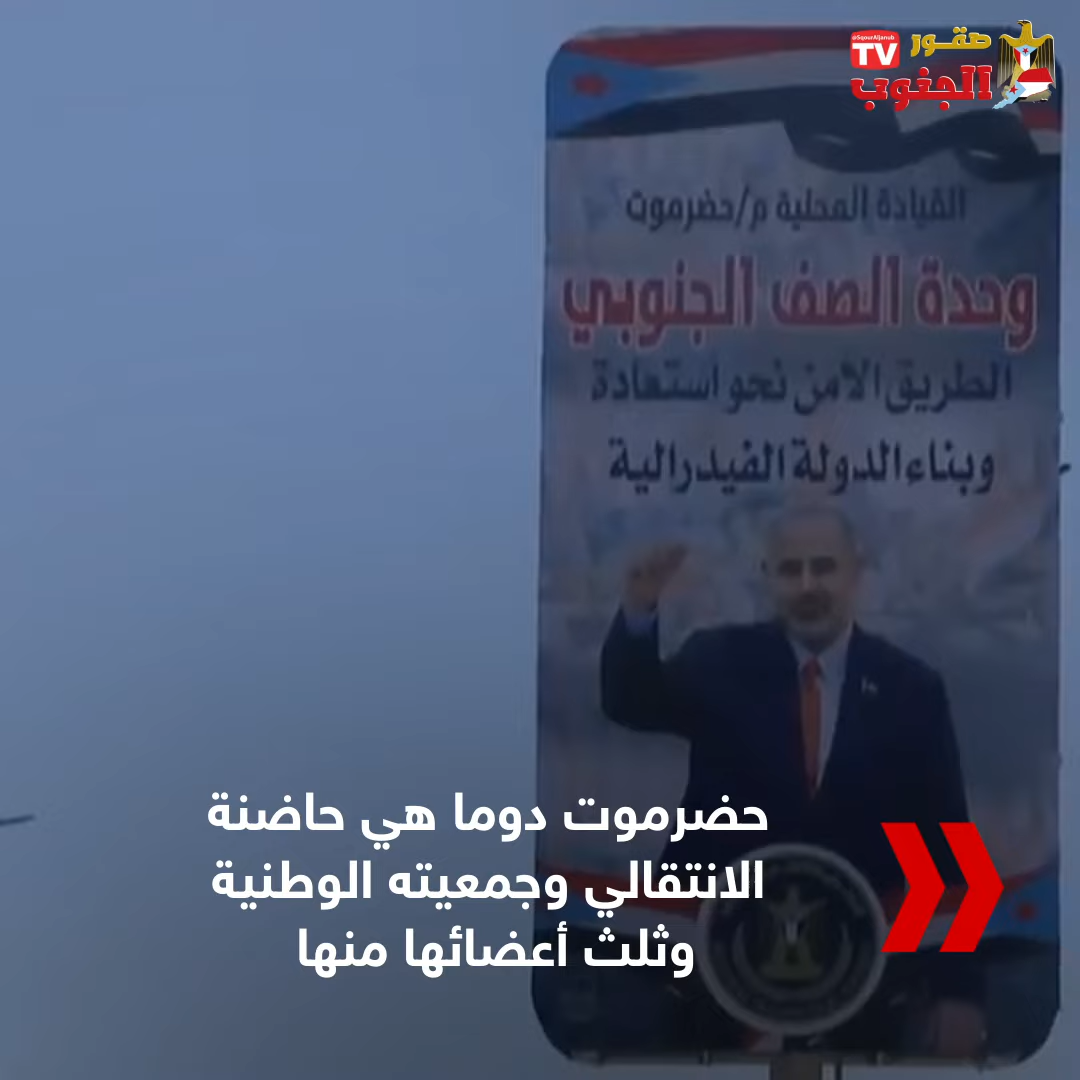 صقور
الجنوب
@SqourAljanub
TV
القيادة المحلية م/حضرموت
وحدة الصف الجنوبي
الطريق الامن نحو استعادة
وبناء الدولة الفيدرالية
حضرموت دوما هي حاضنة
الانتقالي وجمعيته الوطنية
وثلث أعضائها منها